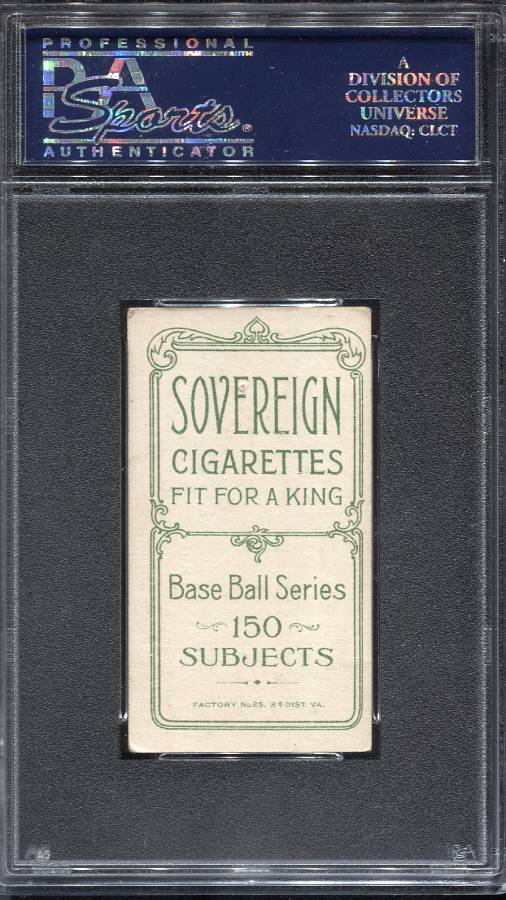 PROFESSIONAL
PSA
Sports®
AUTHENTICATOR
A
DIVISION OF
COLLECTORS
UNIVERSE
NASDAQ: CLCT
SOVEREIGN
CIGARETTES
FIT FOR A KING
Base Ball Series
150
SUBJECTS
FACTORY No. 25, 2d DIST. VA.